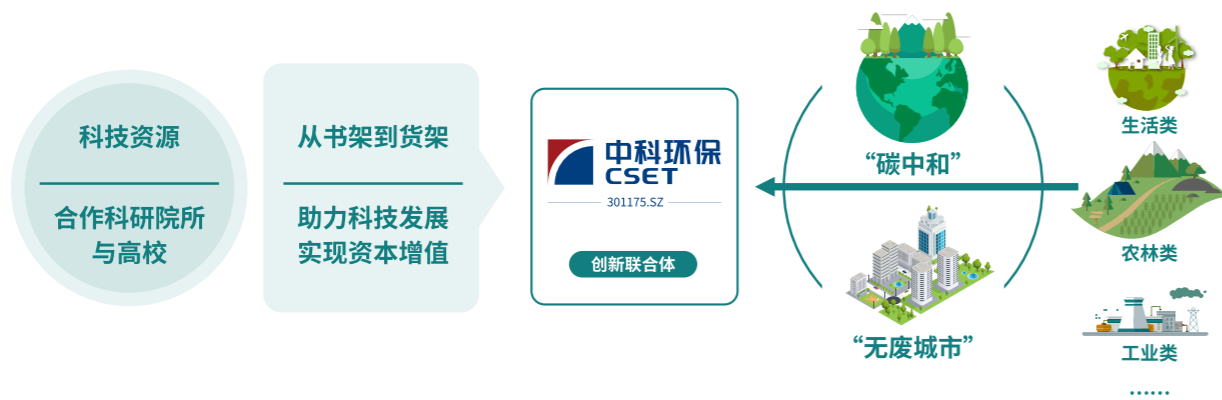 科技资源
合作科研院所
与高校
从书架到货架
助力科技发展
实现资本增值
中科环保
CSET
301175.SZ
创新联合体
“碳中和”
“无废城市”
生活类
农林类
工业类
……